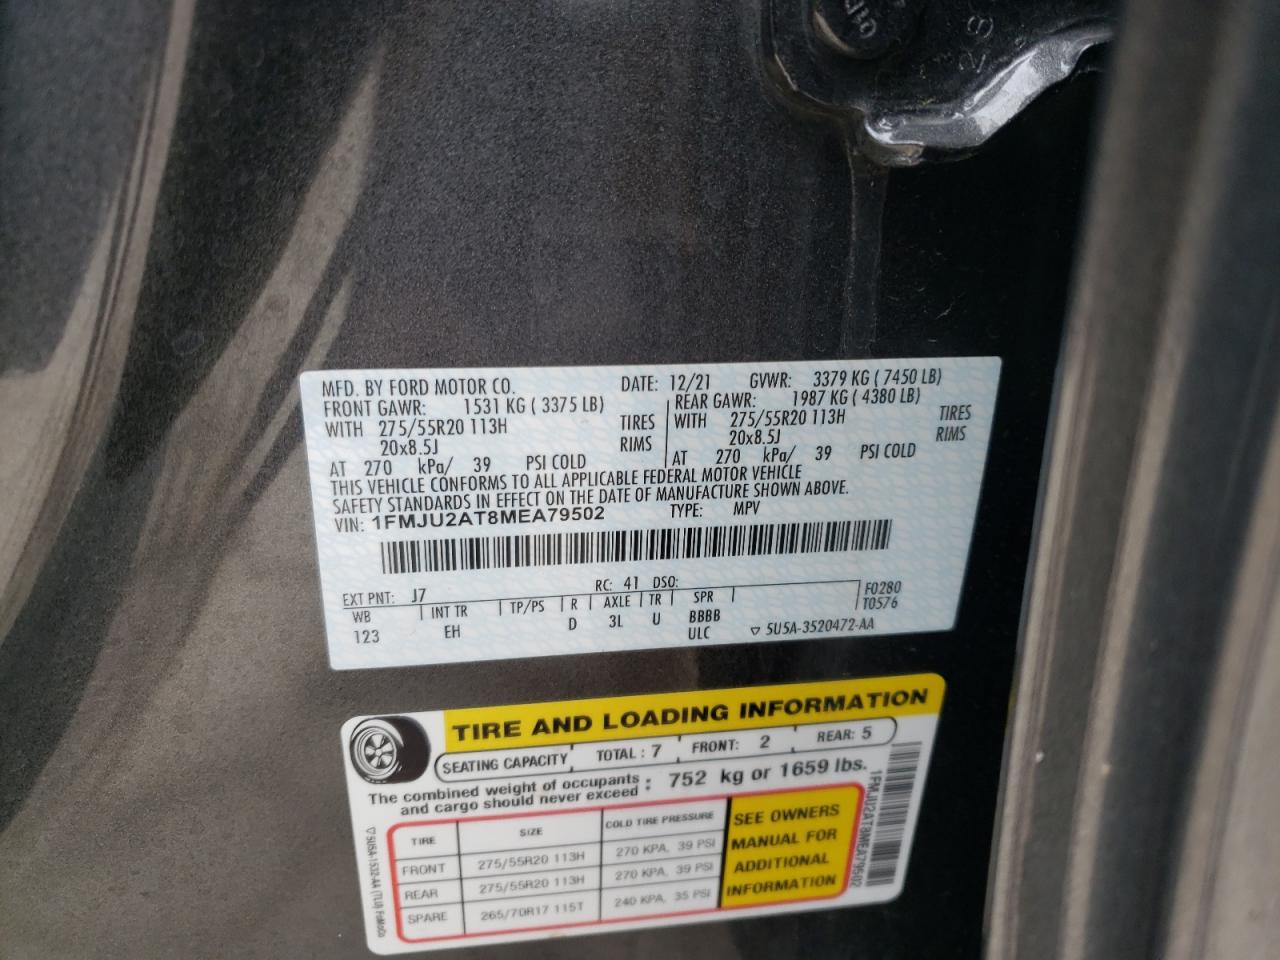 MFD. BY FORD MOTOR CO. DATE: 12/21 GVWR: 3379 KG ( 7450 LB)
FRONT GAWR: 1531 KG ( 3375 LB) REAR GAWR: 1987 KG ( 4380 LB)
WITH 275/55R20 113H TIRES WITH 275/55R20 113H TIRES
20x8.5J RIMS 20x8.5J RIMS
AT 270 kPa/ 39 PSI COLD AT 270 kPa/ 39 PSI COLD
THIS VEHICLE CONFORMS TO ALL APPLICABLE FEDERAL MOTOR VEHICLE
SAFETY STANDARDS IN EFFECT ON THE DATE OF MANUFACTURE SHOWN ABOVE.
VIN: 1FMJU2AT8MEA79502 TYPE: MPV
EXT PNT: J7 RC: 41 DSO: F0280
WB INT TR TP/PS R AXLE TR SPR T0576
123 EH D 3L U BBBB
ULC ▽ 5U5A-3520472-AA
TIRE AND LOADING INFORMATION
SEATING CAPACITY TOTAL : 7 FRONT: 2 REAR: 5
The combined weight of occupants
and cargo should never exceed : 752 kg or 1659 lbs.
TIRE SIZE COLD TIRE PRESSURE
FRONT 275/55R20 113H 270 KPA, 39 PSI
REAR 275/55R20 113H 270 KPA, 39 PSI
SPARE 265/70R17 115T 240 KPA, 35 PSI
SEE OWNERS
MANUAL FOR
ADDITIONAL
INFORMATION
1FMJU2AT8MEA79502
▽ 5U5A-1532-AA (TLU) FoMoCo
28